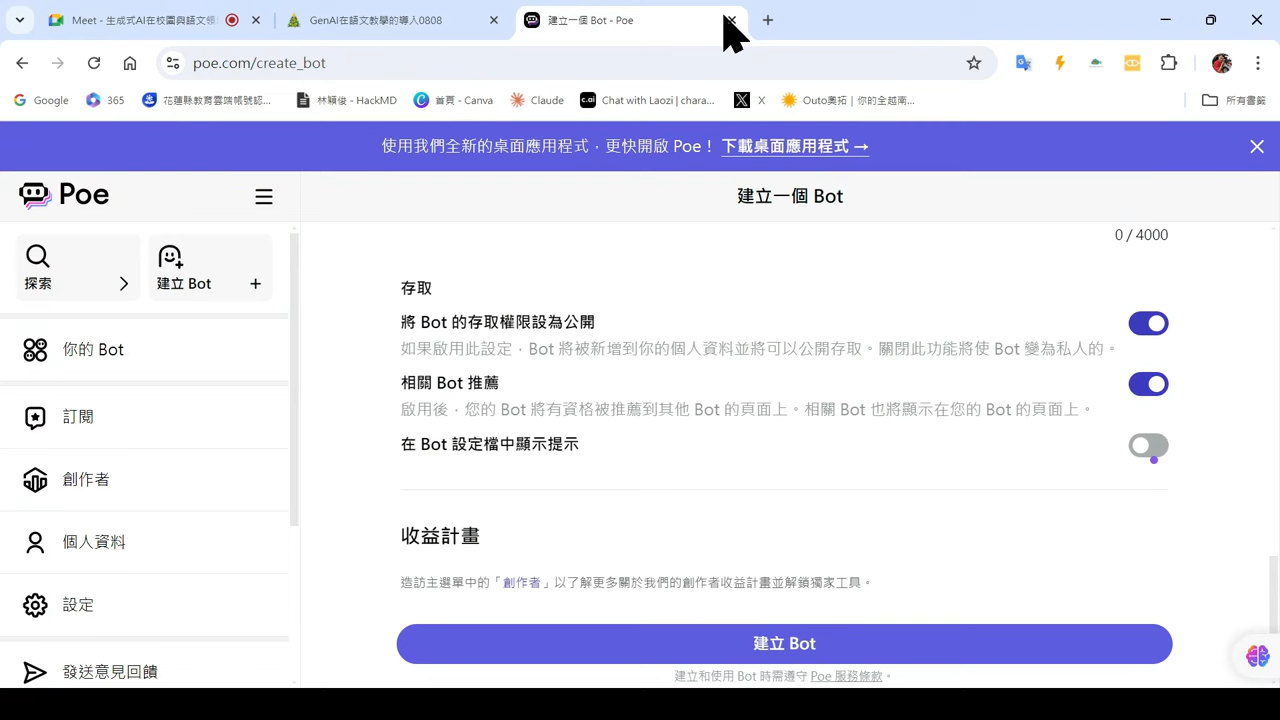 Meet - 生成式AI在校園與語文領
GenAI在語文教學的導入0808
建立一個 Bot - Poe
poe.com/create_bot
Google
365
花蓮縣教育雲端帳號認...
林穎俊 - HackMD
首頁 - Canva
Claude
Chat with Laozi | chara...
X
Outo奧拓 | 你的全越南...
所有書籤
使用我們全新的桌面應用程式，更快開啟 Poe！ 下載桌面應用程式 →
Poe
建立一個 Bot
0 / 4000
探索
建立 Bot
存取
將 Bot 的存取權限設為公開
如果啟用此設定，Bot 將被新增到你的個人資料並將可以公開存取。關閉此功能將使 Bot 變為私人的。
你的 Bot
相關 Bot 推薦
啟用後，您的 Bot 將有資格被推薦到其他 Bot 的頁面上。相關 Bot 也將顯示在您的 Bot 的頁面上。
訂閱
在 Bot 設定檔中顯示提示
創作者
收益計畫
個人資料
造訪主選單中的「創作者」以了解更多關於我們的創作者收益計畫並解鎖獨家工具。
設定
建立 Bot
發送意見回饋
建立和使用 Bot 時需遵守 Poe 服務條款。